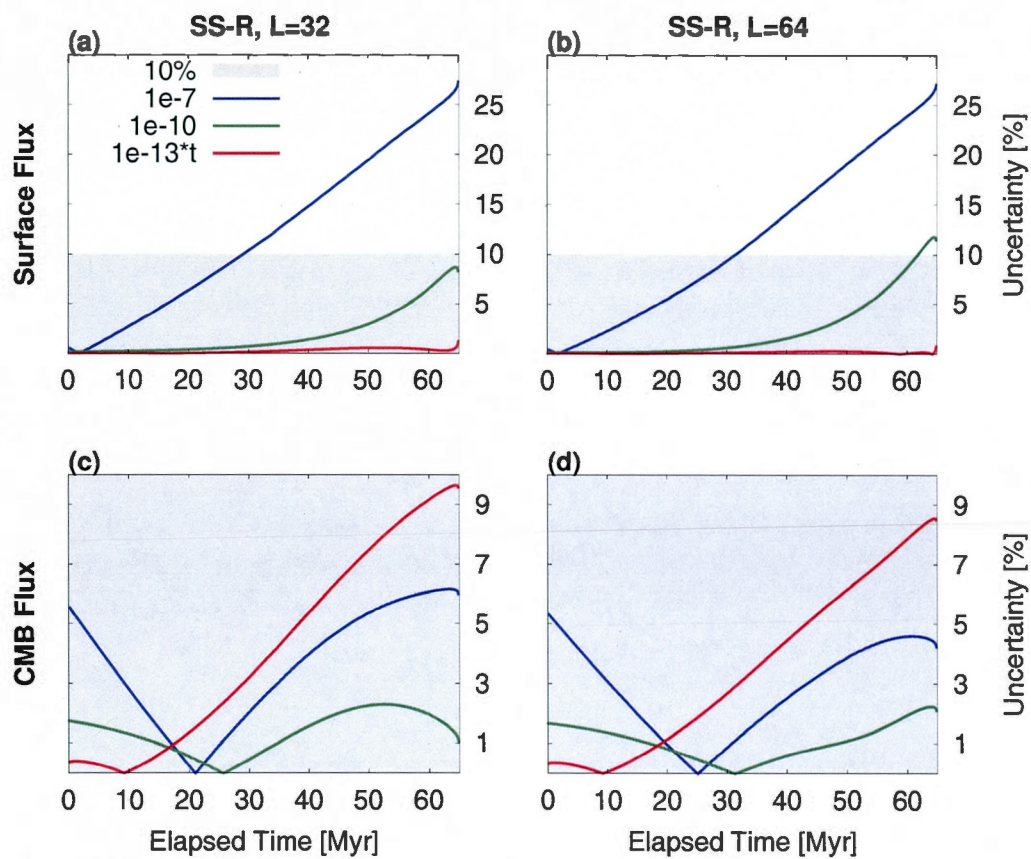 SS-R, L=32
SS-R, L=64
(a)
(b)
10%
1e-7
1e-10
1e-13*t
Surface Flux
25
20
15
10
5
0 10 20 30 40 50 60
25
20
15
10
5
0 10 20 30 40 50 60
Uncertainty [%]
(c)
(d)
CMB Flux
9
7
5
3
1
0 10 20 30 40 50 60
Elapsed Time [Myr]
9
7
5
3
1
0 10 20 30 40 50 60
Elapsed Time [Myr]
Uncertainty [%]